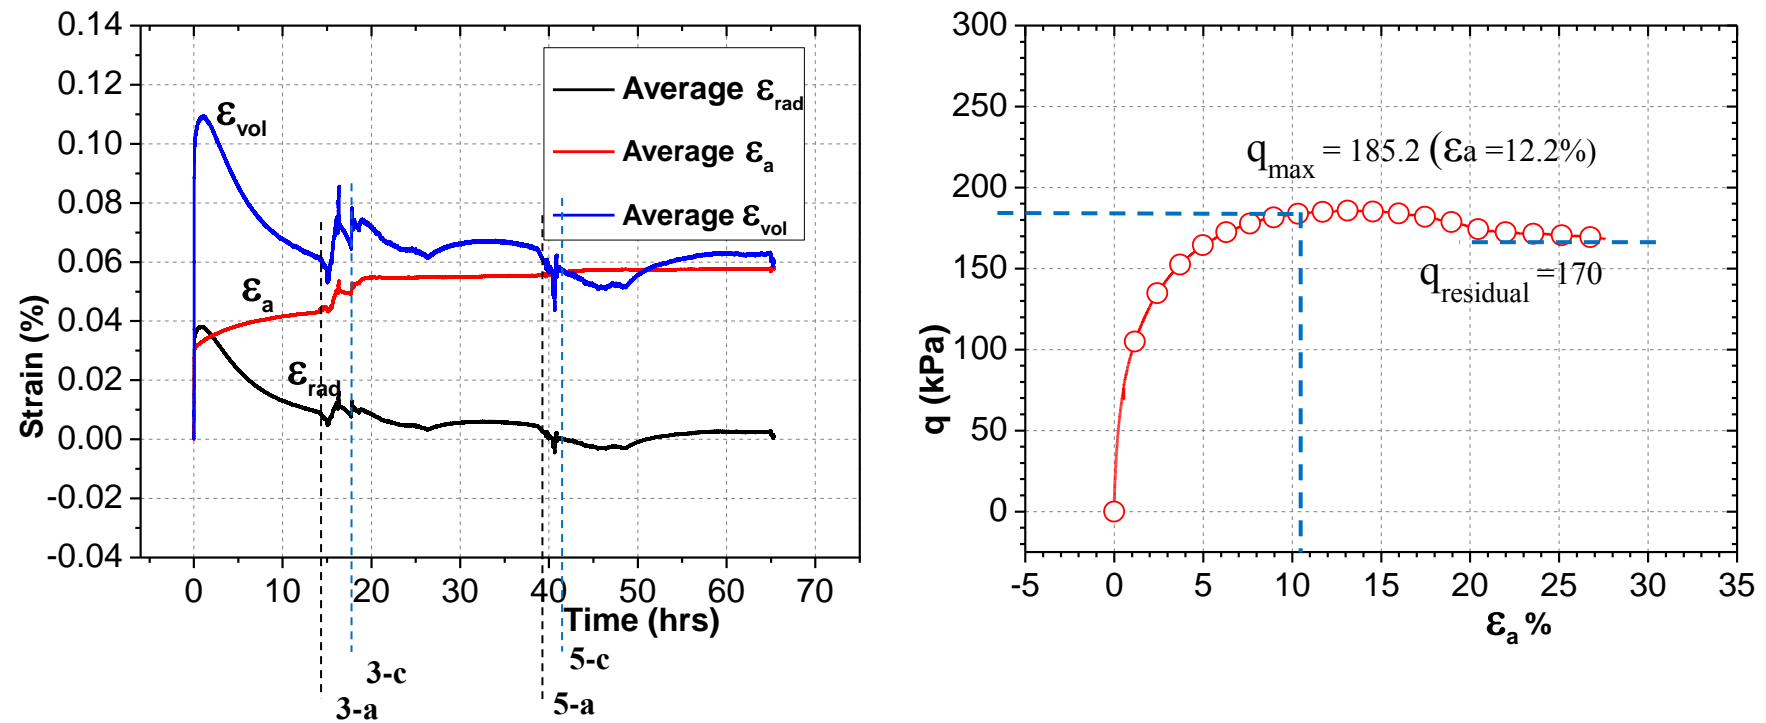 0.14
0.12
0.10
0.08
0.06
0.04
0.02
0.00
-0.02
-0.04
Strain (%)
0 10 20 30 40 50 60 70
Time (hrs)
εvol
εa
εrad
Average εrad
Average εa
Average εvol
3-c
3-a
5-c
5-a
300
250
200
150
100
50
0
q (kPa)
-5 0 5 10 15 20 25 30 35
εa %
qmax = 185.2 (εa =12.2%)
qresidual =170